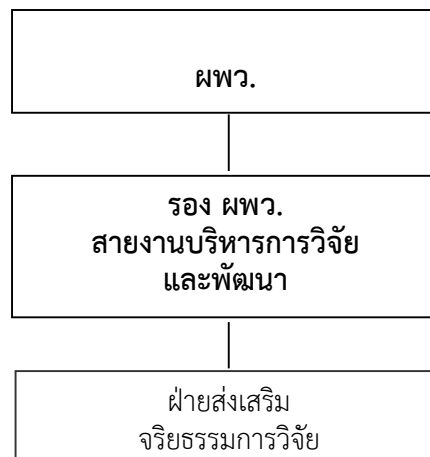 ผพว.
รอง ผพว.
สายงานบริหารการวิจัย
และพัฒนา
ฝ่ายส่งเสริม
จริยธรรมการวิจัย